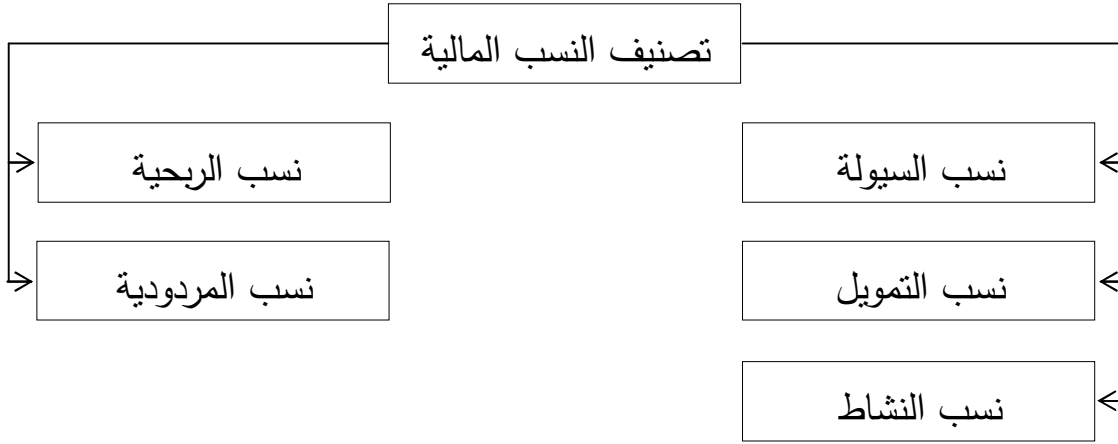 تصنيف النسب المالية
نسب السيولة
نسب التمويل
نسب النشاط
نسب الربحية
نسب المردودية